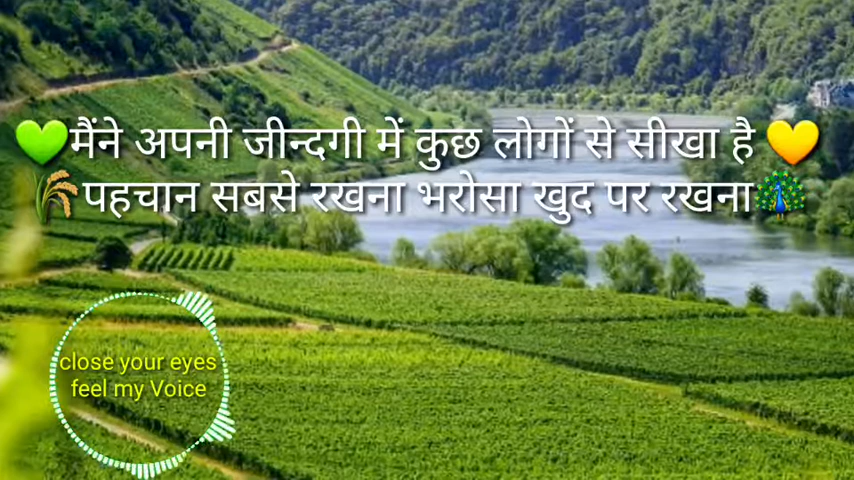 💚मैंने अपनी जीन्दगी में कुछ लोगों से सीखा है 💛
🌾पहचान सबसे रखना भरोसा खुद पर रखना🦚
close your eyes
feel my Voice